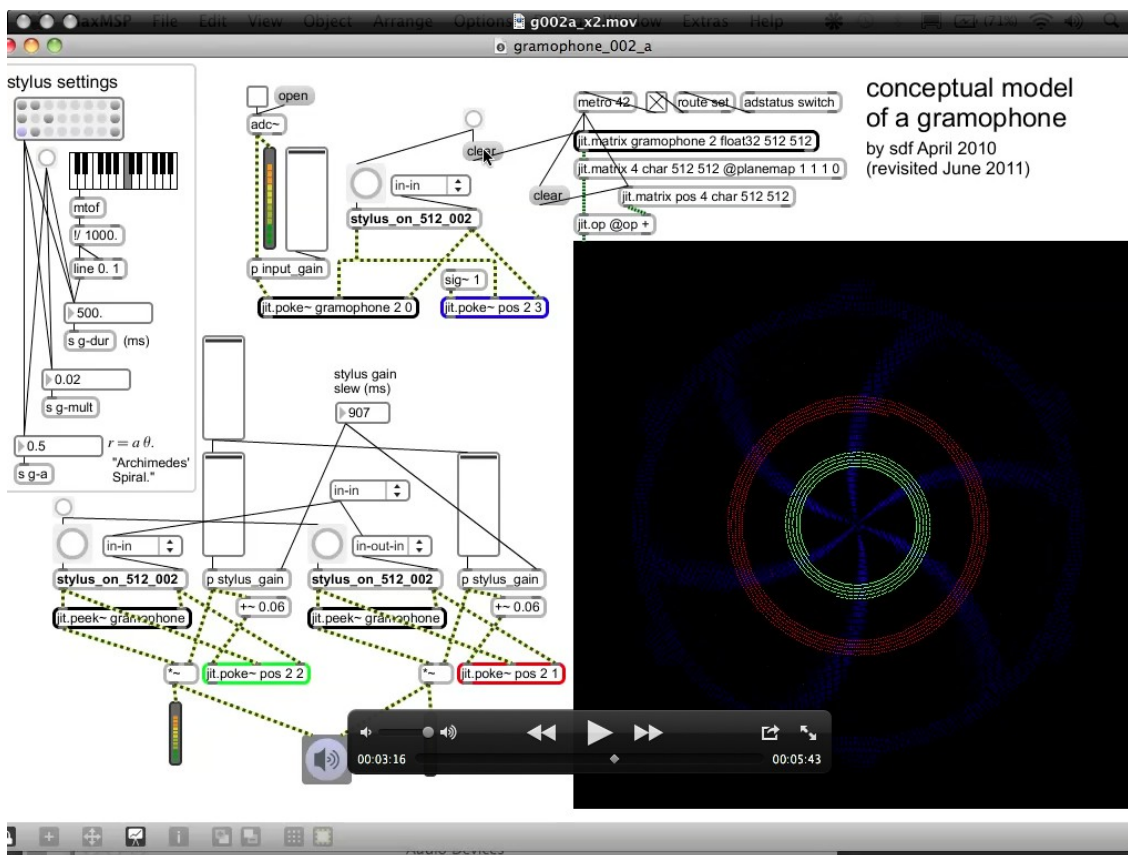 axMSP File Edit View Object Arrange Options g002a_x2.mov Extras Help (71%)
gramophone_002_a
stylus settings
mtof
!/ 1000.
line 0. 1
500.
s g-dur (ms)
0.02
s g-mult
0.5
r = a θ.
s g-a
"Archimedes'
Spiral."
open
adc~
p input_gain
clear
in-in
stylus_on_512_002
sig~ 1
jit.poke~ gramophone 2 0
jit.poke~ pos 2 3
metro 42 route set adstatus switch
jit.matrix gramophone 2 float32 512 512
jit.matrix 4 char 512 512 @planemap 1 1 1 0
clear
jit.matrix pos 4 char 512 512
jit.op @op +
conceptual model
of a gramophone
by sdf April 2010
(revisited June 2011)
stylus gain
slew (ms)
907
in-in
in-in
in-out-in
stylus_on_512_002
p stylus_gain
stylus_on_512_002
p stylus_gain
+~ 0.06
+~ 0.06
jit.peek~ gramophone
jit.peek~ gramophone
*~
jit.poke~ pos 2 2
*~
jit.poke~ pos 2 1
00:03:16
00:05:43
Audio Devices